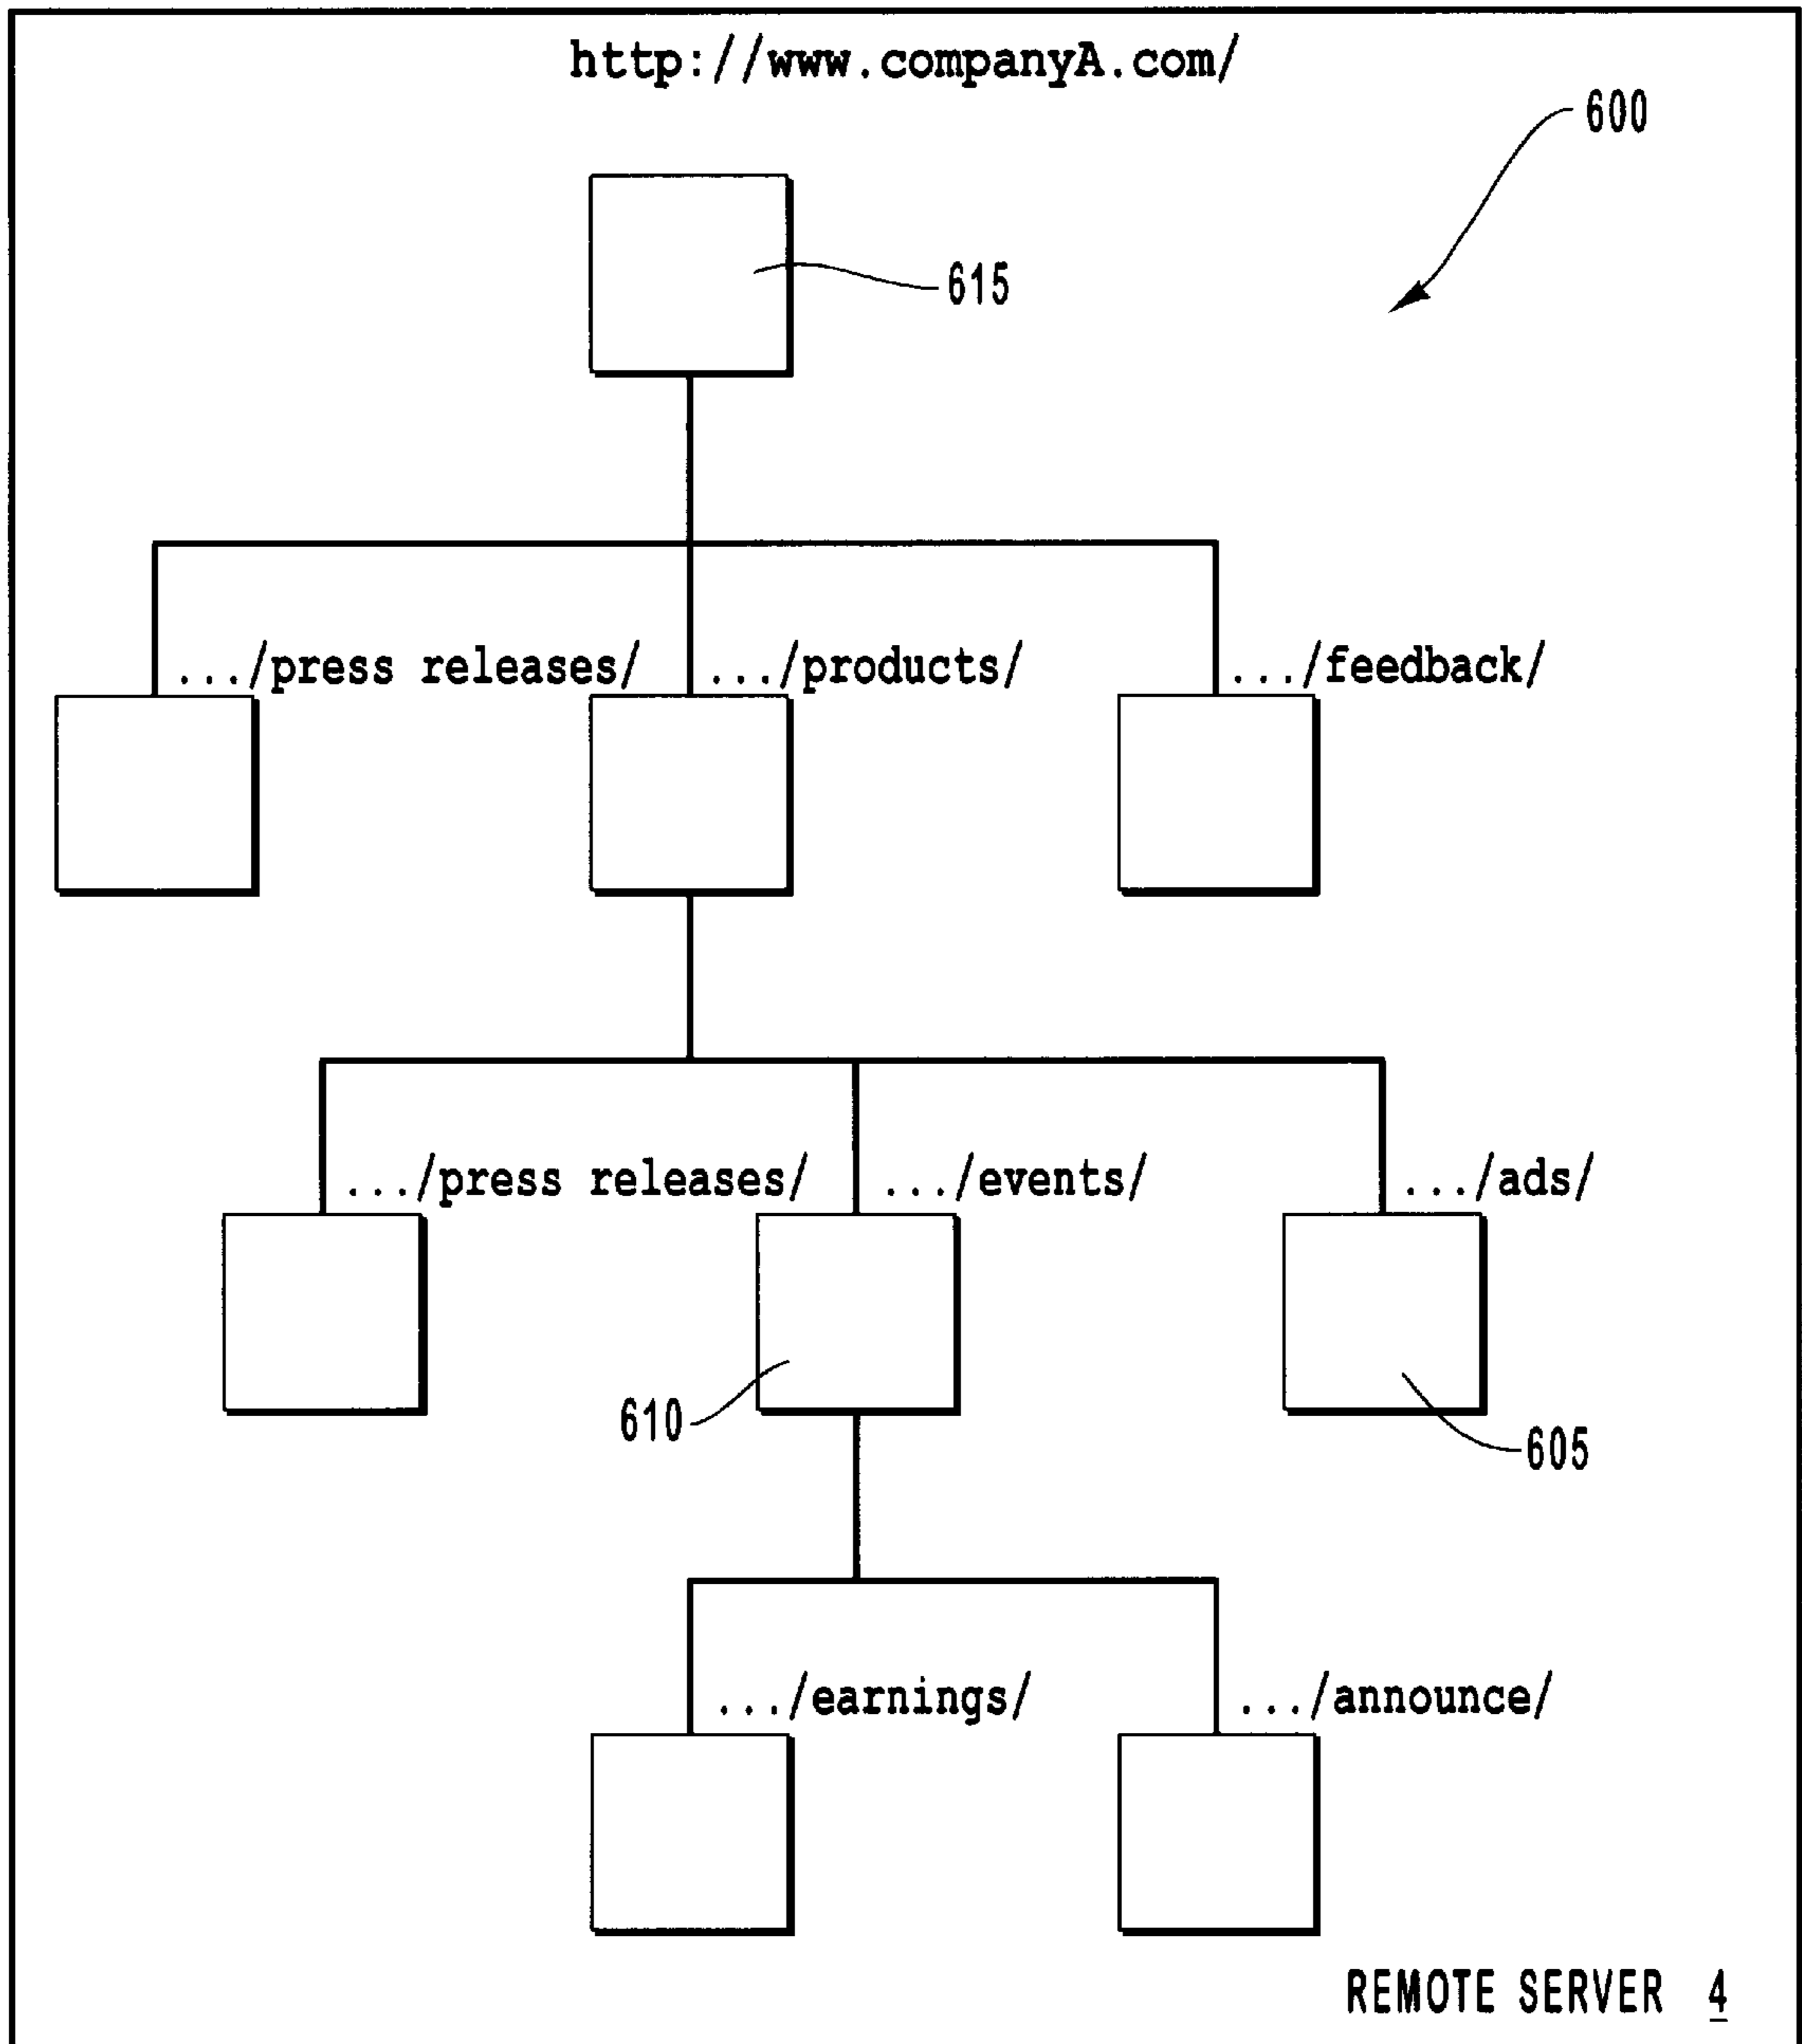 http://www.companyA.com/
600
615
.../press releases/ .../products/ .../feedback/
.../press releases/ .../events/ .../ads/
610
605
.../earnings/ .../announce/
REMOTE SERVER 4